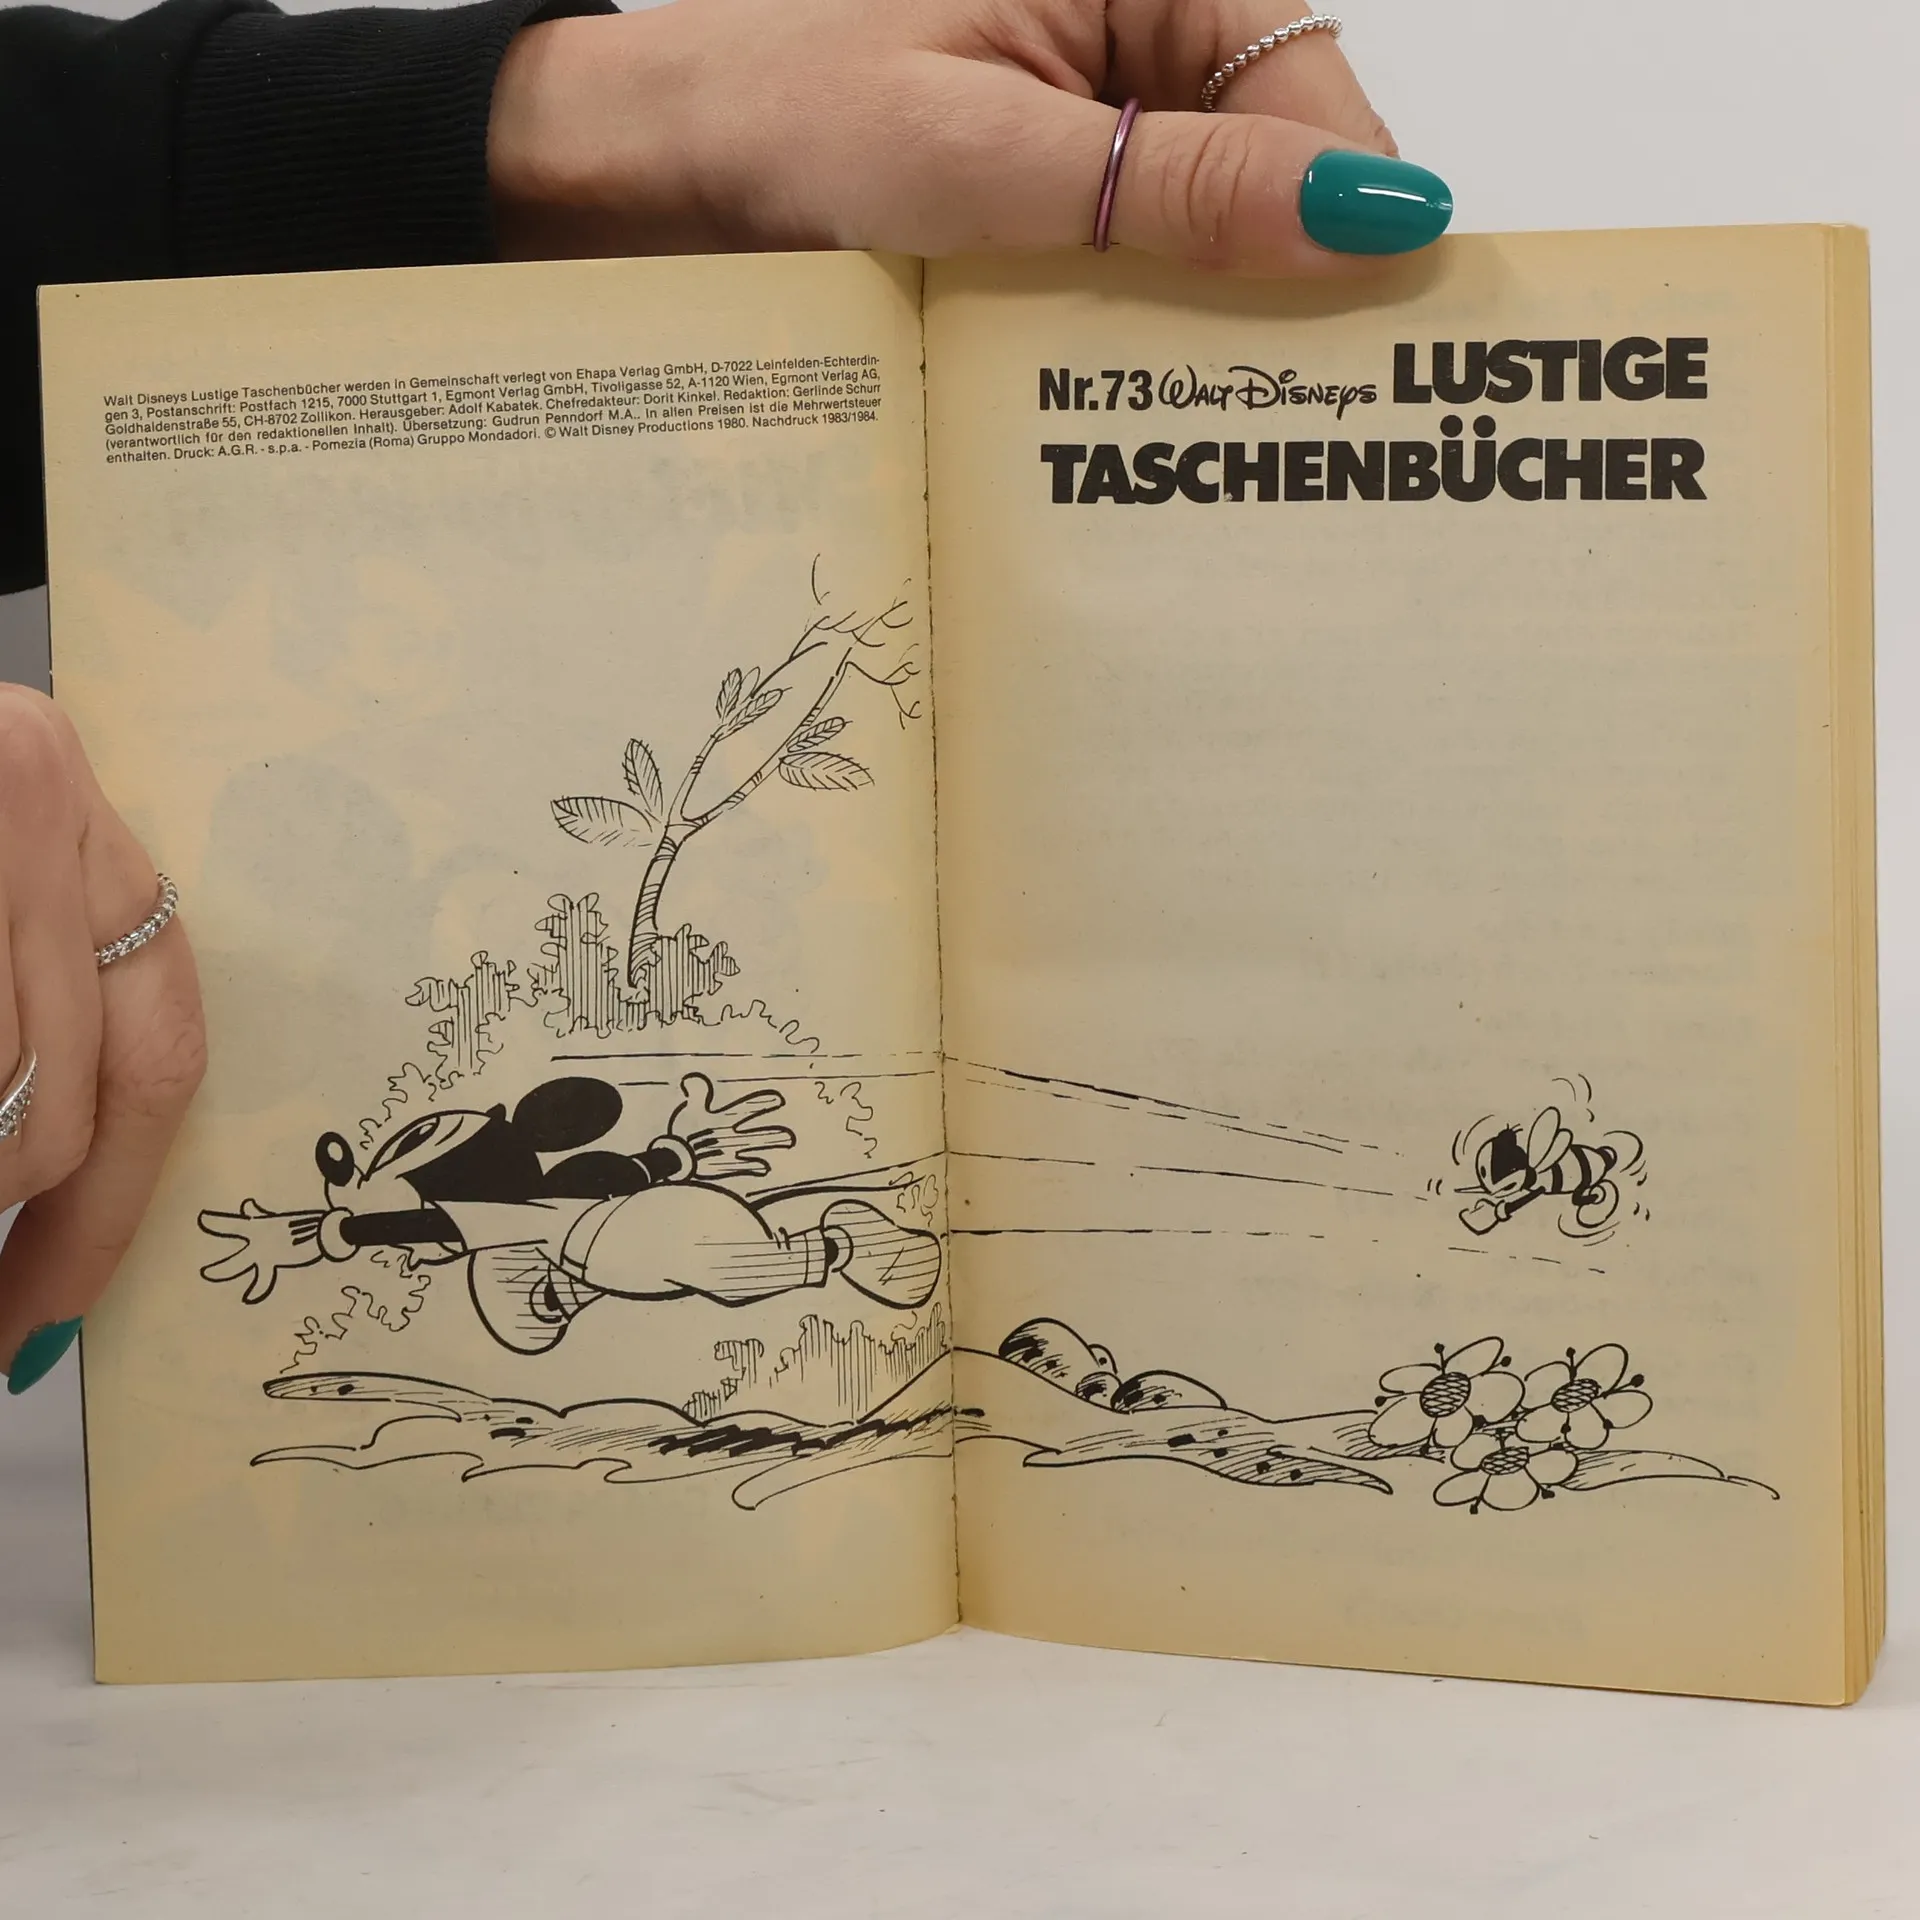 Walt Disneys Lustige Taschenbücher werden in Gemeinschaft verlegt von Ehapa Verlag GmbH, D-7022 Leinfelden-Echterdin-
gen 3, Postanschrift: Postfach 1215, 7000 Stuttgart 1, Egmont Verlag GmbH, Tivoligasse 52, A-1120 Wien, Egmont Verlag AG,
Goldhaldenstraße 55, CH-8702 Zollikon. Herausgeber: Adolf Kabatek. Chefredakteur: Dorit Kinkel. Redaktion: Gerlinde Schurr
(verantwortlich für den redaktionellen Inhalt). Übersetzung: Gudrun Penndorf M.A.. In allen Preisen ist die Mehrwertsteuer
enthalten. Druck: A.G.R. - s.p.a. - Pomezia (Roma) Gruppo Mondadori. © Walt Disney Productions 1980. Nachdruck 1983/1984.
Nr.73 Walt Disneys LUSTIGE
TASCHENBÜCHER